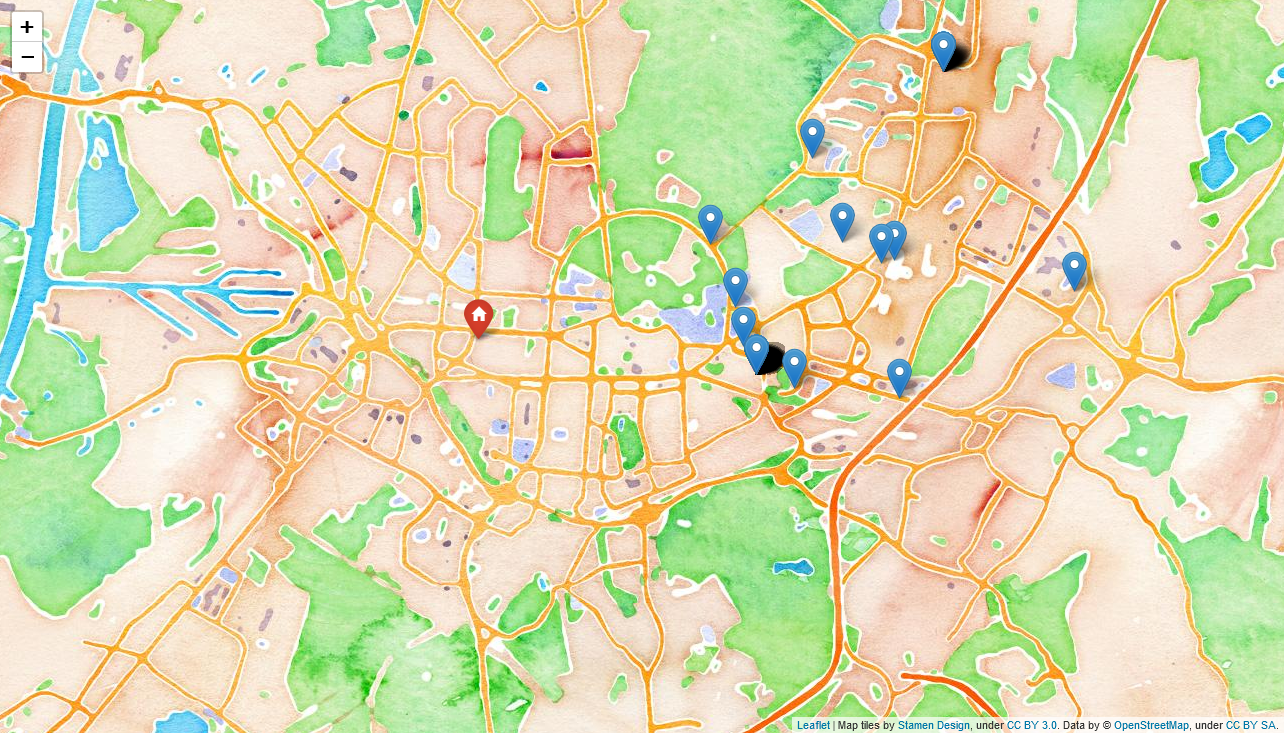 +
−
Leaflet | Map tiles by Stamen Design, under CC BY 3.0. Data by © OpenStreetMap, under CC BY SA.